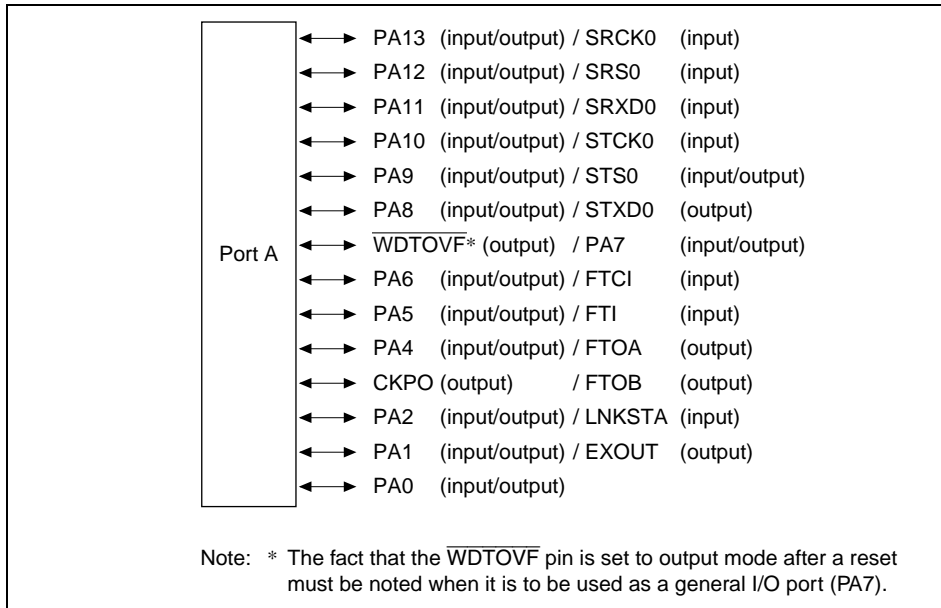 Port A
PA13 (input/output) / SRCK0 (input)
PA12 (input/output) / SRS0 (input)
PA11 (input/output) / SRXD0 (input)
PA10 (input/output) / STCK0 (input)
PA9 (input/output) / STS0 (input/output)
PA8 (input/output) / STXD0 (output)
WDTOVF* (output) / PA7 (input/output)
PA6 (input/output) / FTCI (input)
PA5 (input/output) / FTI (input)
PA4 (input/output) / FTOA (output)
CKPO (output) / FTOB (output)
PA2 (input/output) / LNKSTA (input)
PA1 (input/output) / EXOUT (output)
PA0 (input/output)
Note: * The fact that the WDTOVF pin is set to output mode after a reset
must be noted when it is to be used as a general I/O port (PA7).